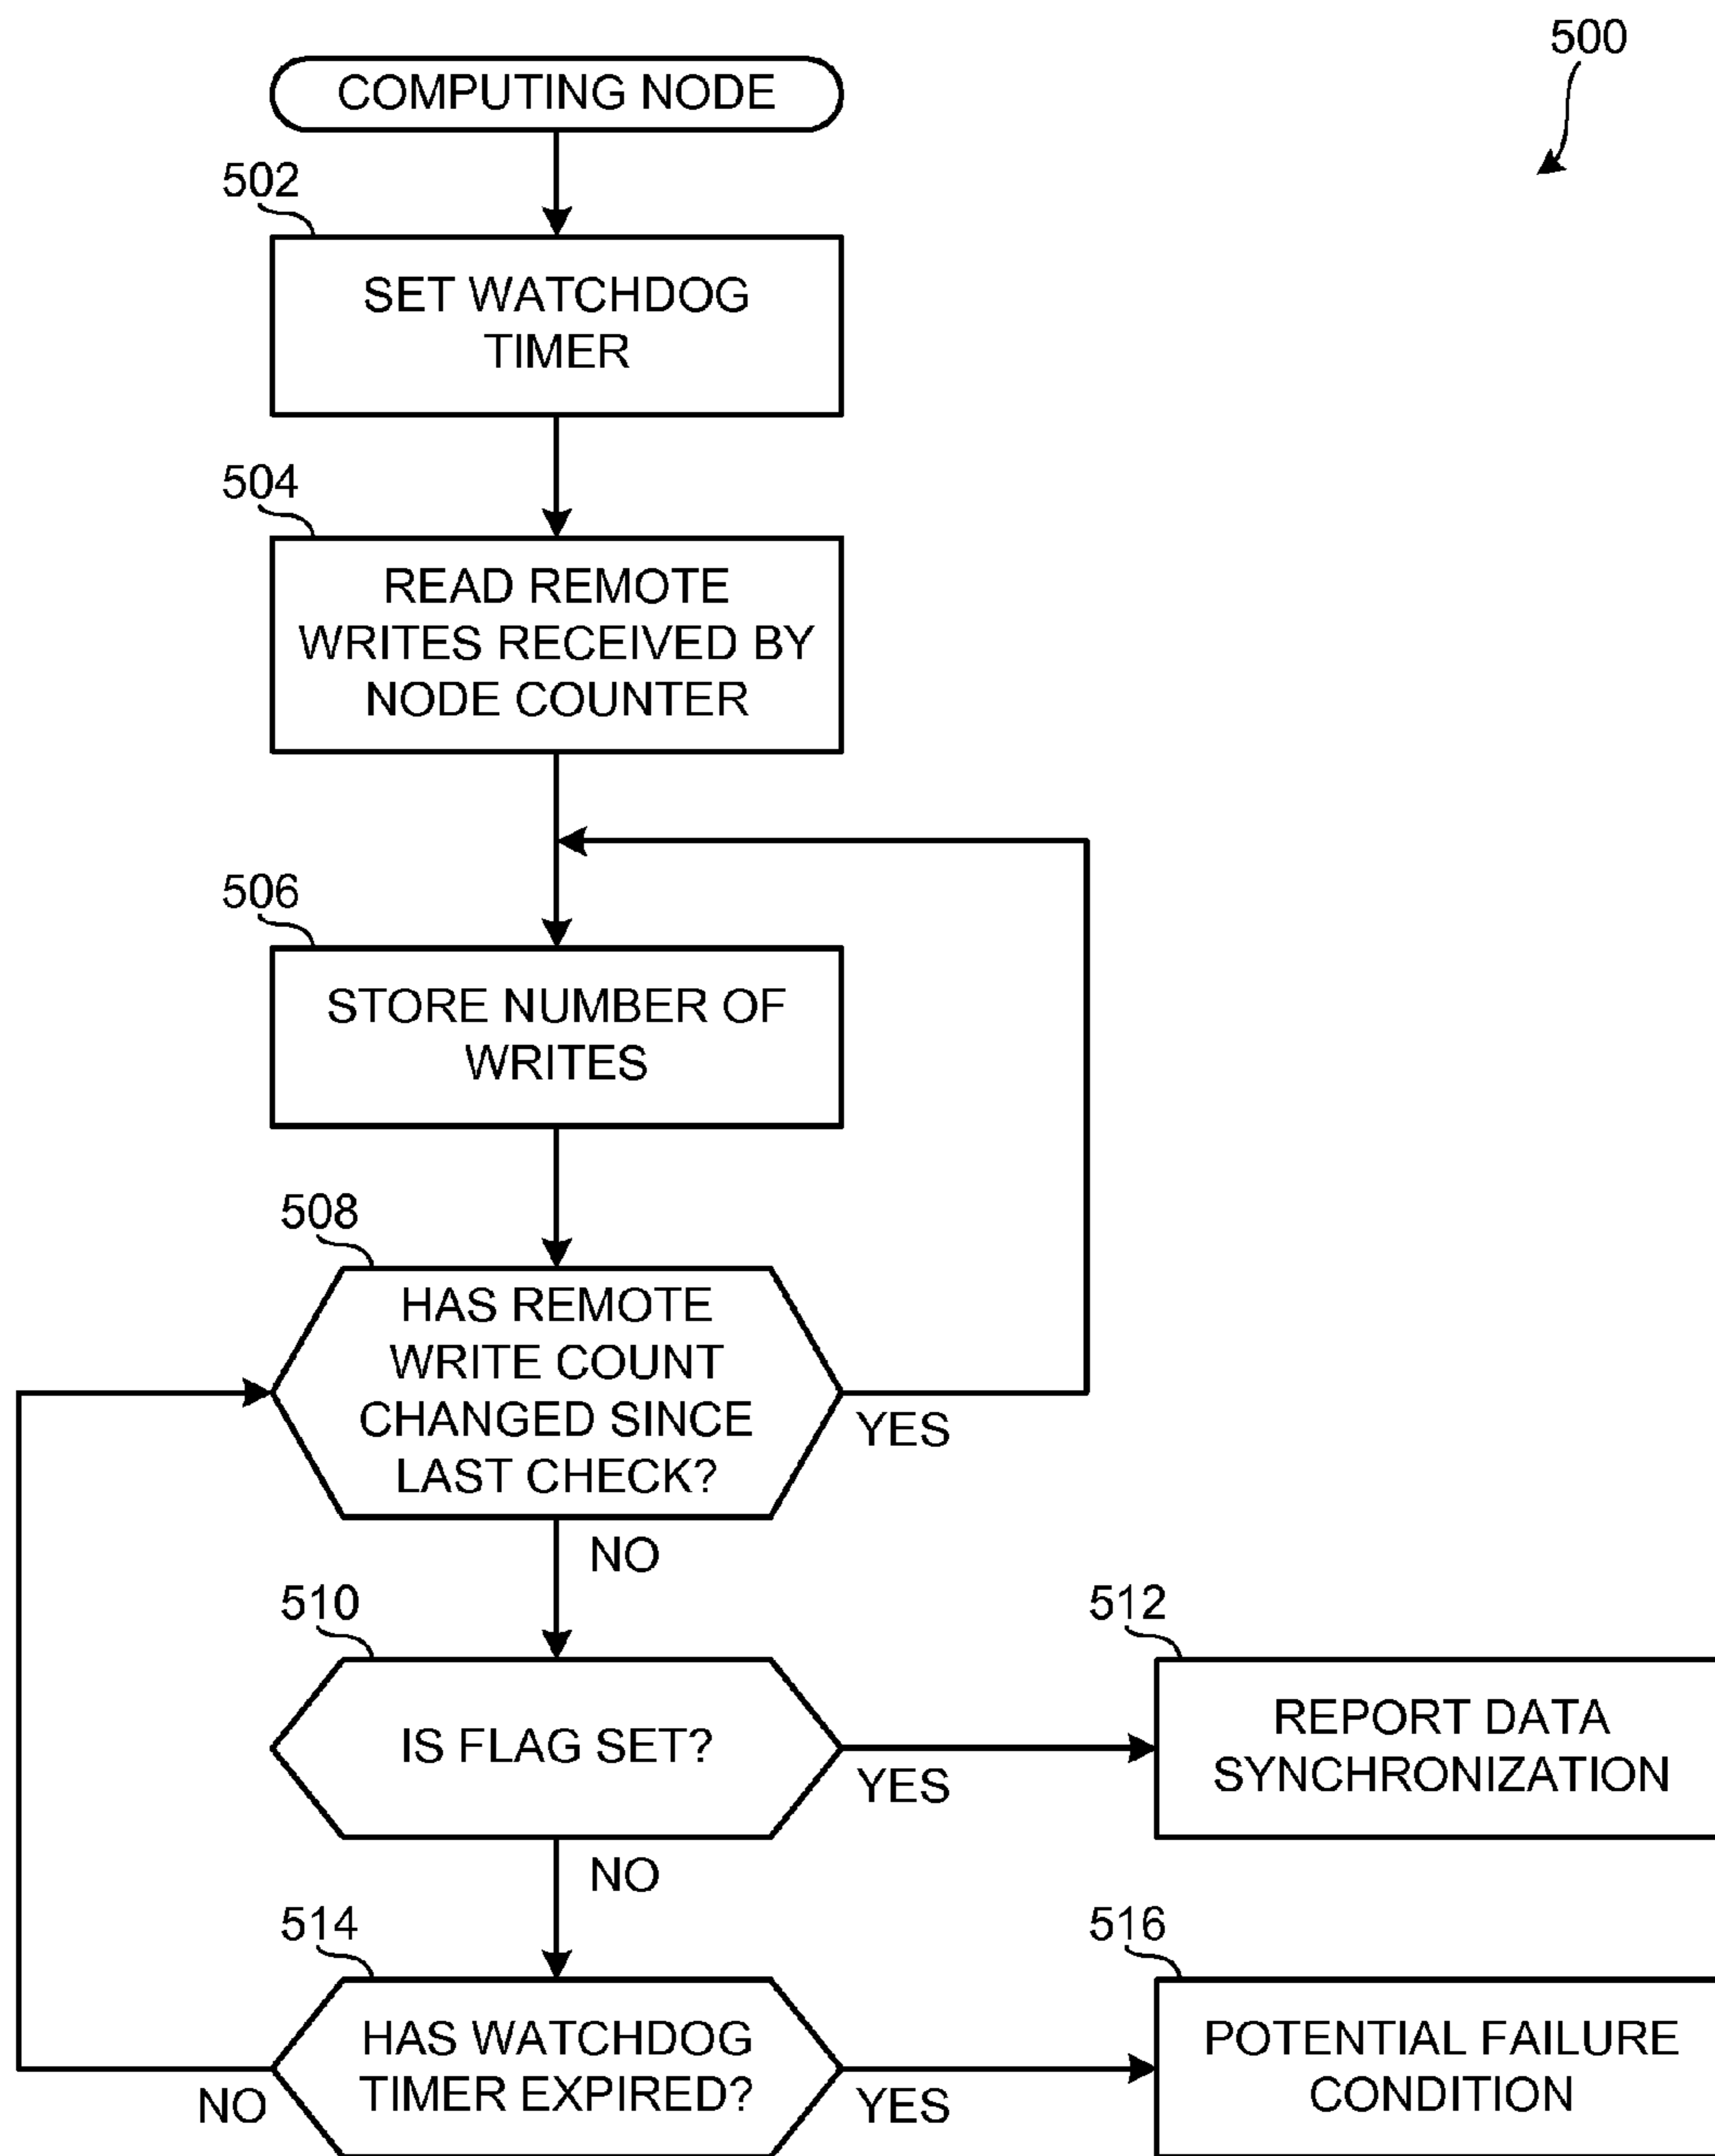 500
COMPUTING NODE
502
SET WATCHDOG
TIMER
504
READ REMOTE
WRITES RECEIVED BY
NODE COUNTER
506
STORE NUMBER OF
WRITES
508
HAS REMOTE
WRITE COUNT
CHANGED SINCE
LAST CHECK?
YES
NO
510
IS FLAG SET?
YES
512
REPORT DATA
SYNCHRONIZATION
NO
514
HAS WATCHDOG
TIMER EXPIRED?
NO
YES
516
POTENTIAL FAILURE
CONDITION